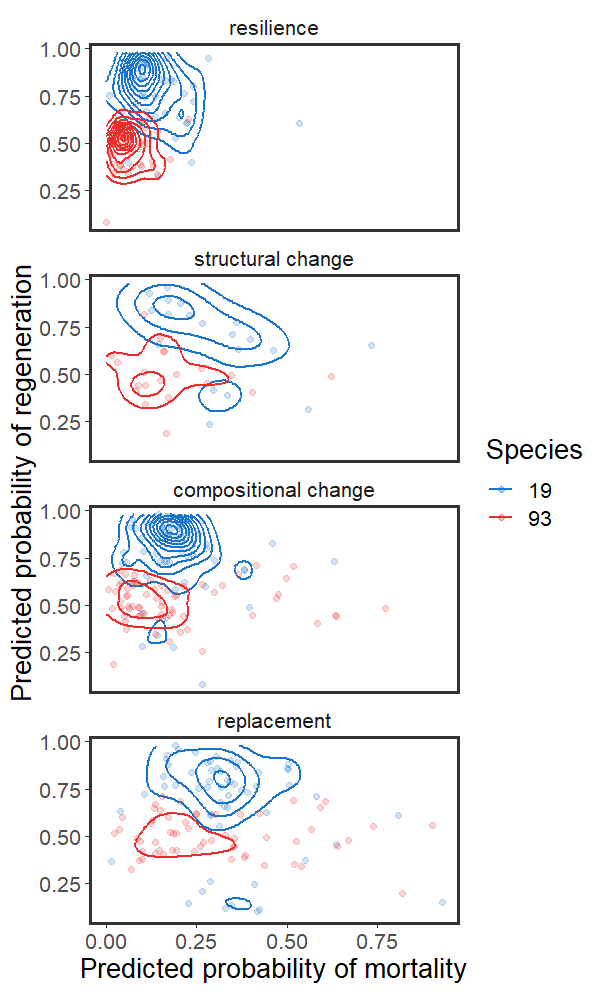 resilience
1.00
0.75
0.50
0.25
structural change
1.00
0.75
0.50
0.25
compositional change
1.00
0.75
0.50
0.25
replacement
1.00
0.75
0.50
0.25
0.00 0.25 0.50 0.75
Predicted probability of mortality
Predicted probability of regeneration
Species
19
93